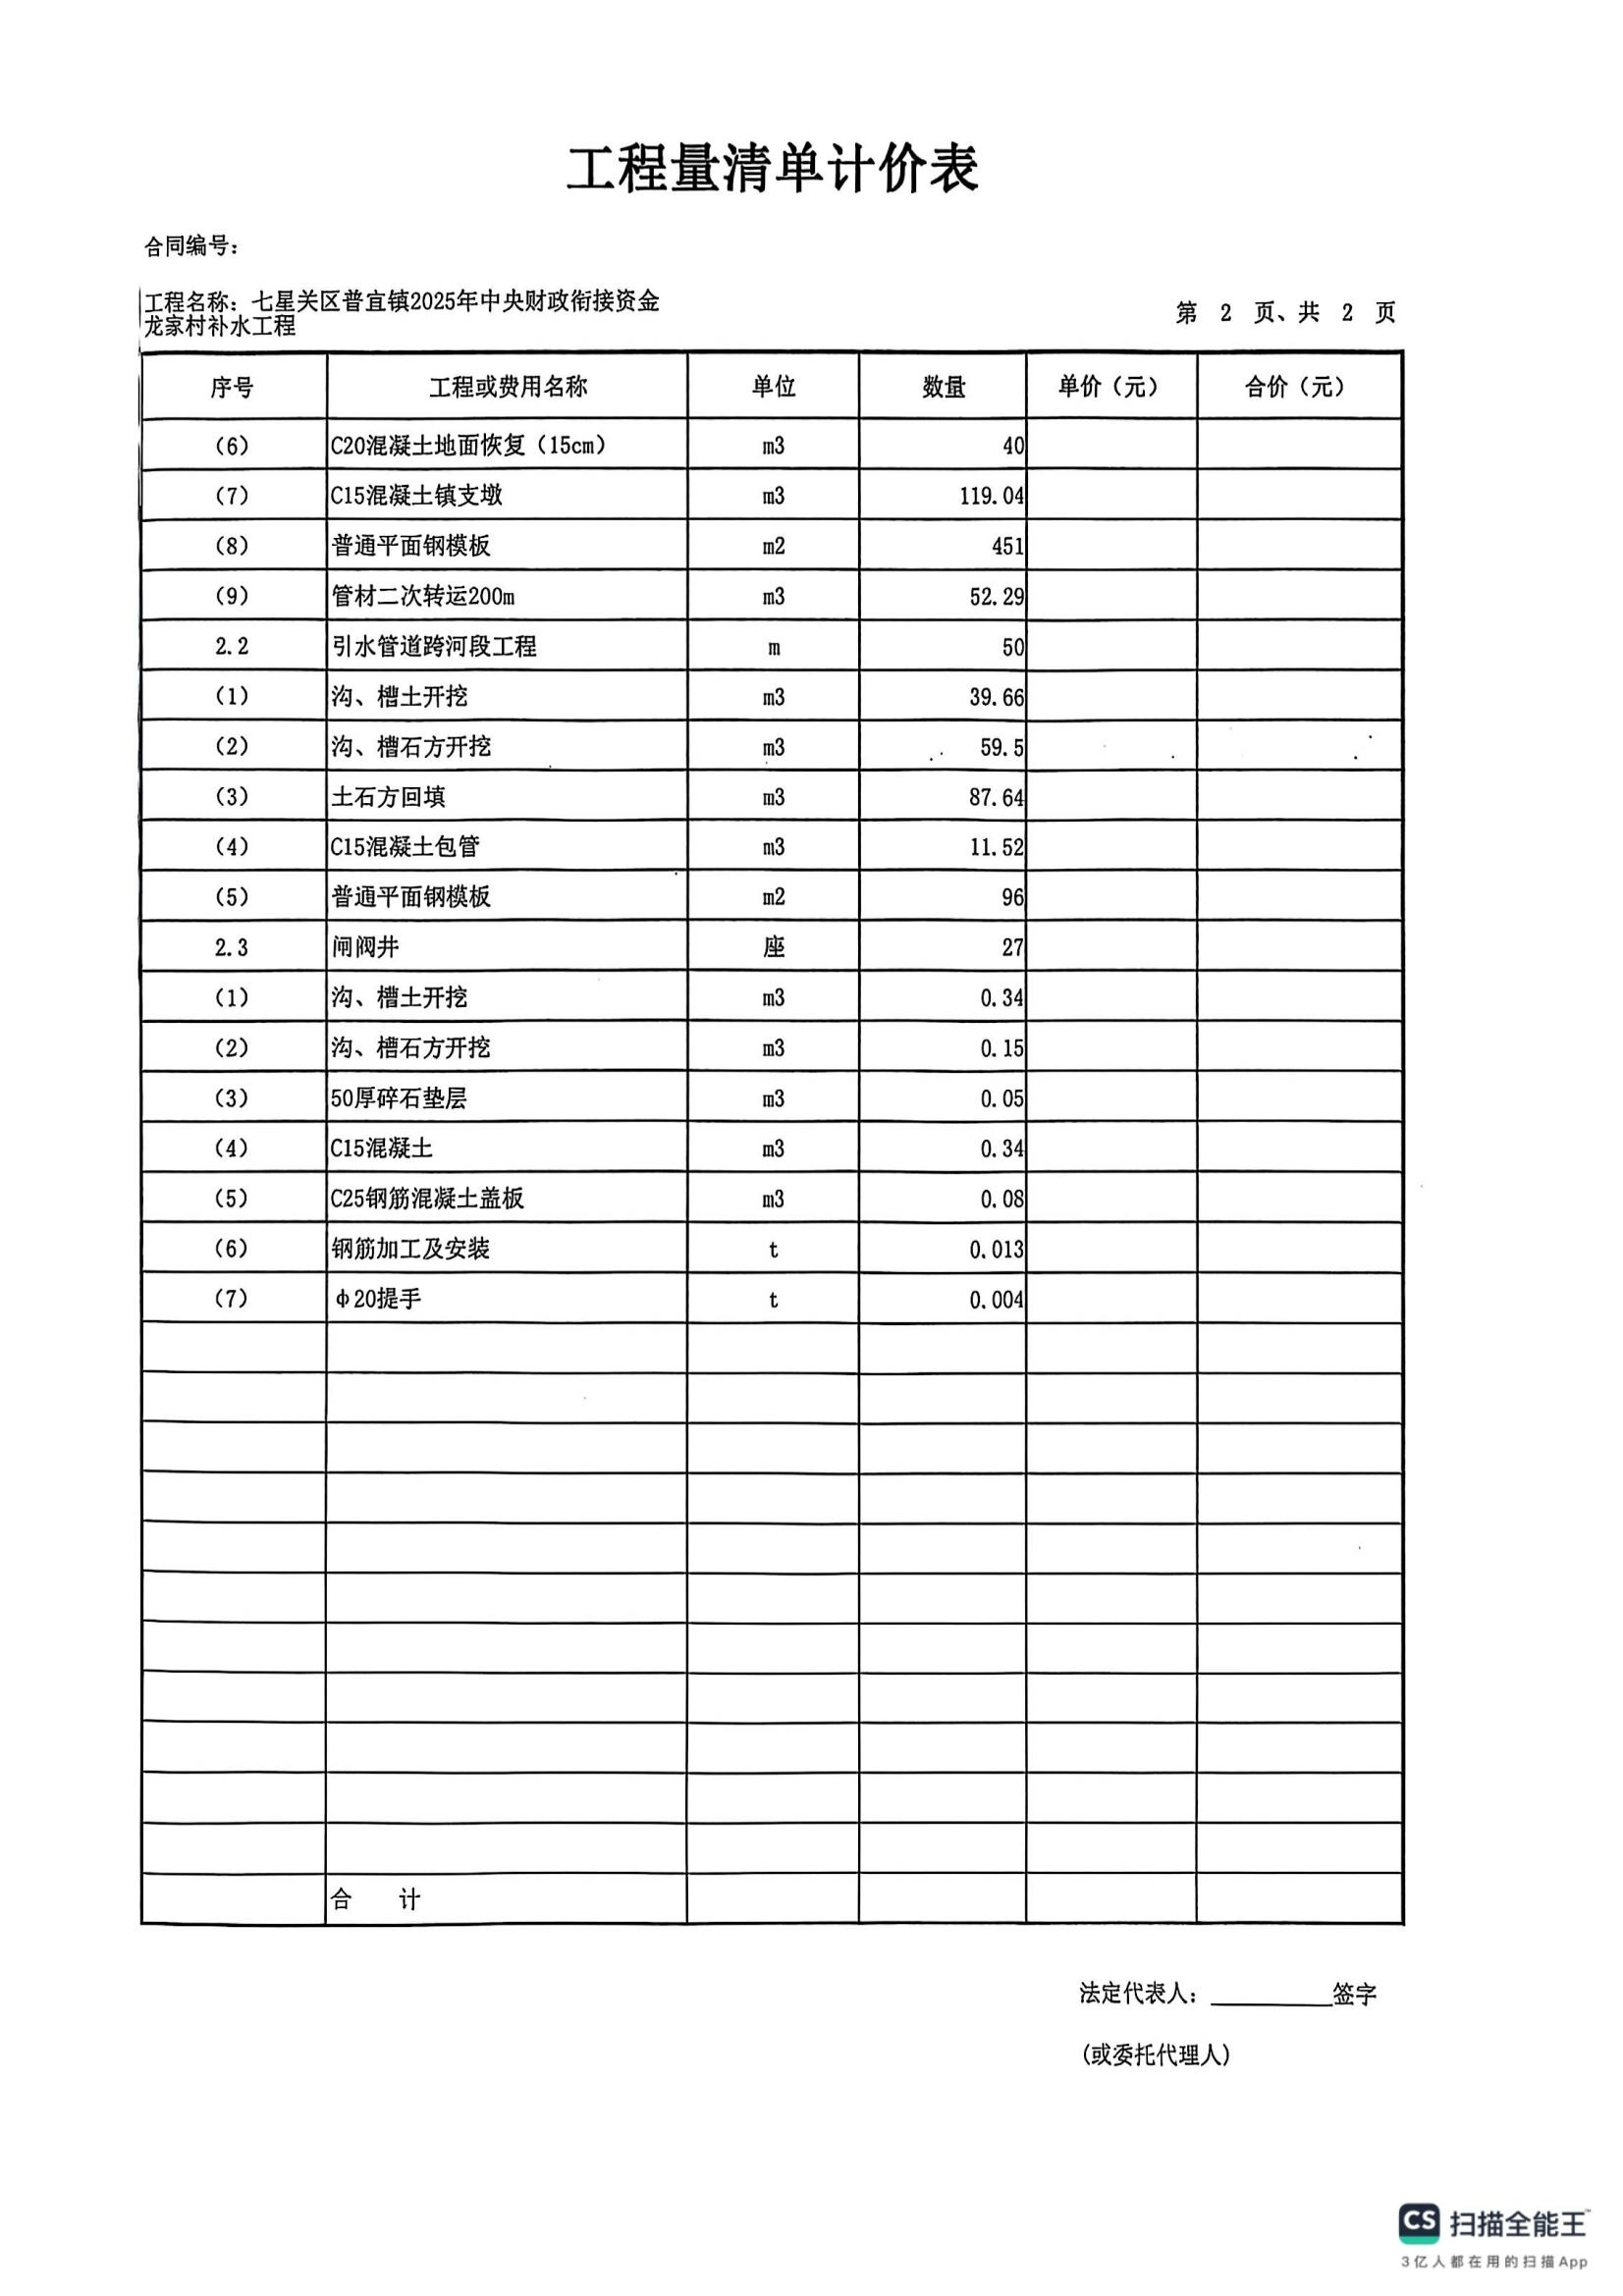 工程量清单计价表
合同编号：
工程名称：七星关区普宜镇2025年中央财政衔接资金
龙家村补水工程
第 2 页、共 2 页
序号 工程或费用名称 单位 数量 单价（元） 合价（元）
（6） C20混凝土地面恢复（15cm） m3 40
（7） C15混凝土镇支墩 m3 119.04
（8） 普通平面钢模板 m2 451
（9） 管材二次转运200m m3 52.29
2.2 引水管道跨河段工程 m 50
（1） 沟、槽土开挖 m3 39.66
（2） 沟、槽石方开挖 m3 59.5
（3） 土石方回填 m3 87.64
（4） C15混凝土包管 m3 11.52
（5） 普通平面钢模板 m2 96
2.3 闸阀井 座 27
（1） 沟、槽土开挖 m3 0.34
（2） 沟、槽石方开挖 m3 0.15
（3） 50厚碎石垫层 m3 0.05
（4） C15混凝土 m3 0.34
（5） C25钢筋混凝土盖板 m3 0.08
（6） 钢筋加工及安装 t 0.013
（7） φ20提手 t 0.004
合 计
法定代表人：________签字
(或委托代理人)
CS 扫描全能王™
3亿人都在用的扫描App